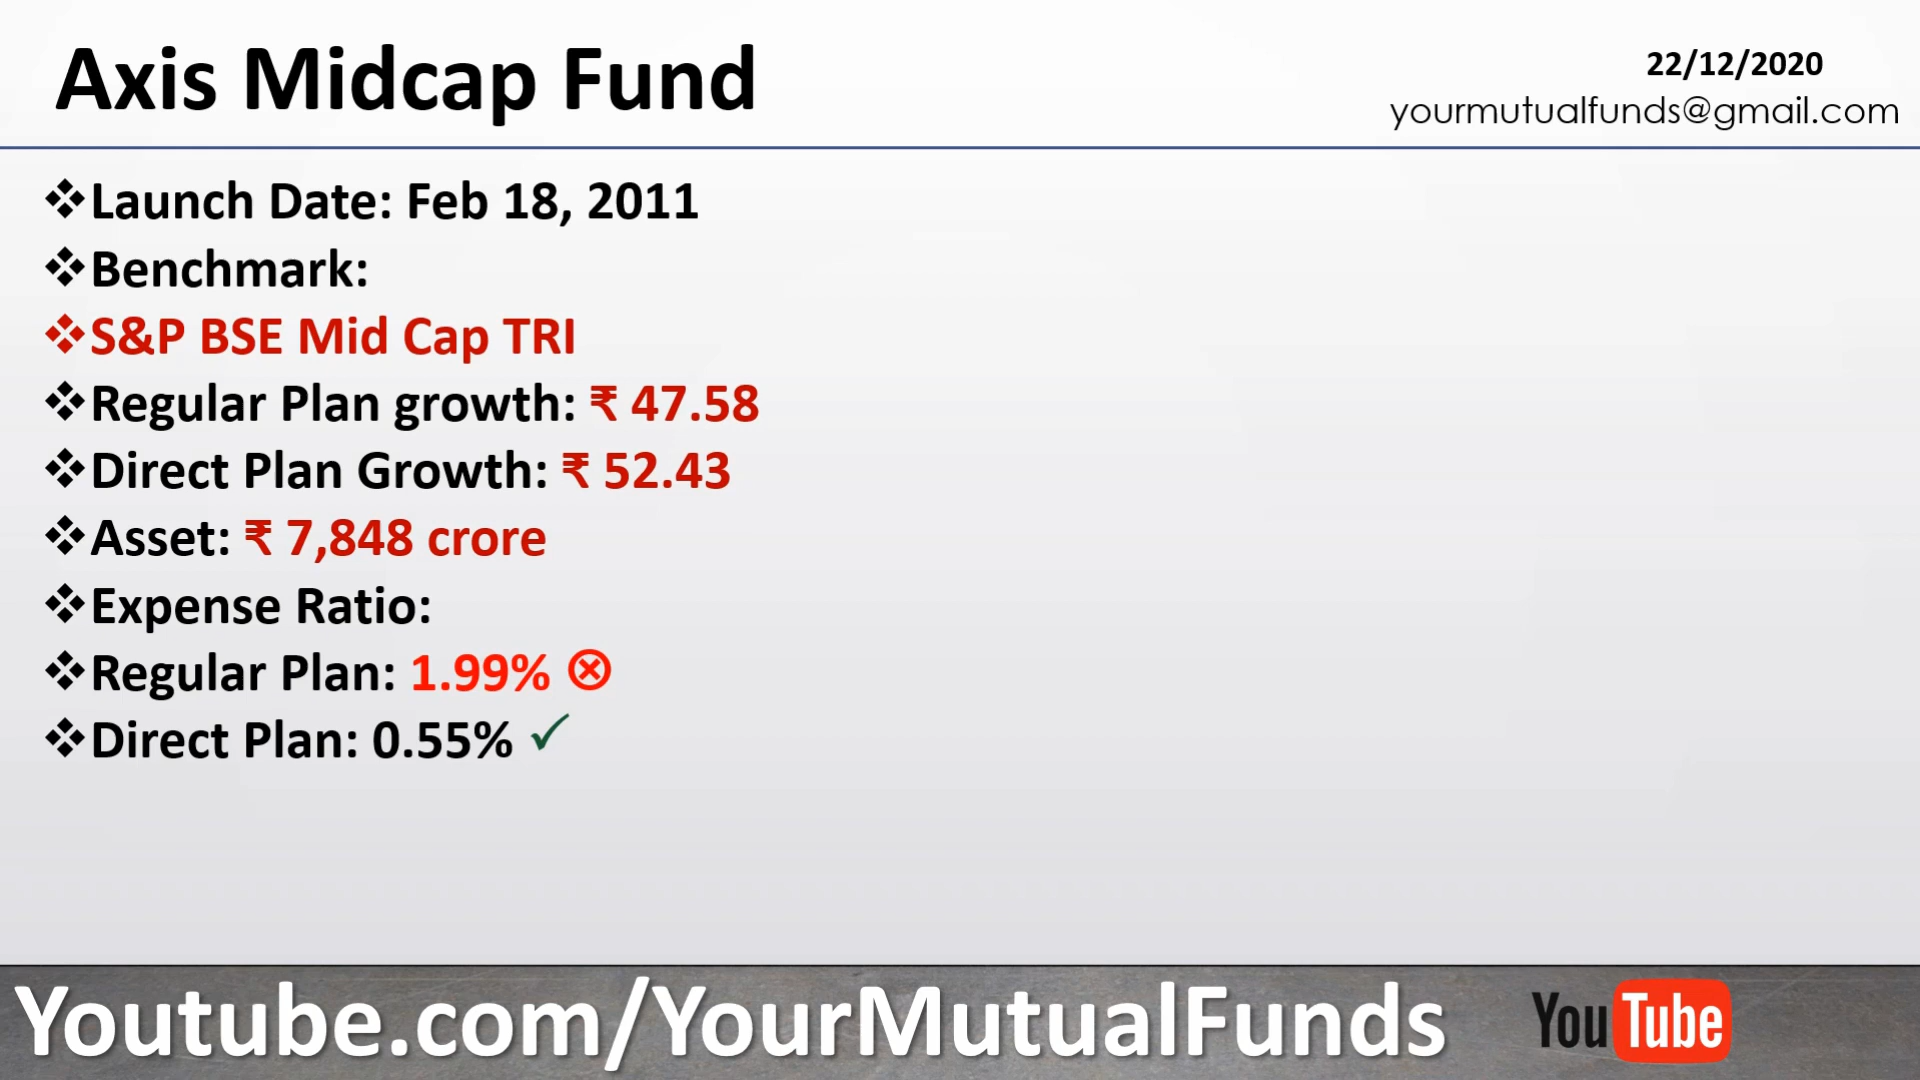 Axis Midcap Fund
22/12/2020
yourmutualfunds@gmail.com
❖Launch Date: Feb 18, 2011
❖Benchmark:
❖S&P BSE Mid Cap TRI
❖Regular Plan growth: ₹ 47.58
❖Direct Plan Growth: ₹ 52.43
❖Asset: ₹ 7,848 crore
❖Expense Ratio:
❖Regular Plan: 1.99% ⊗
❖Direct Plan: 0.55% ✓
Youtube.com/YourMutualFunds
YouTube